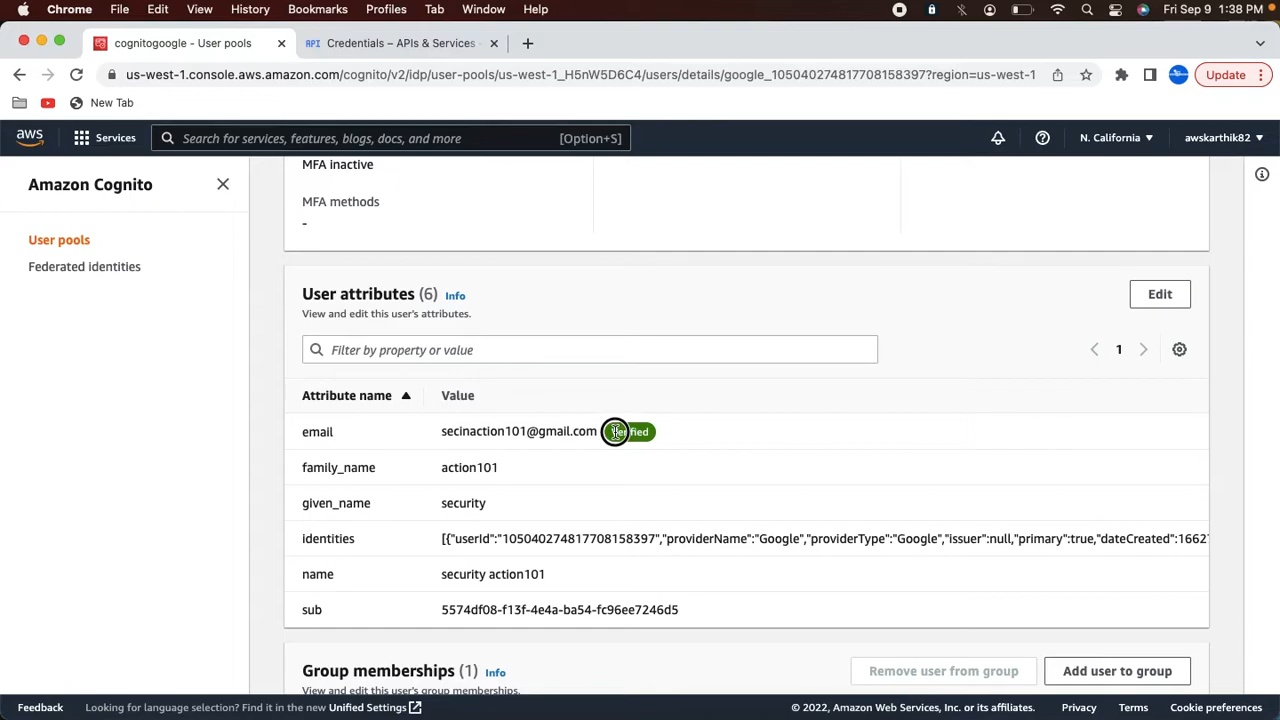 Chrome File Edit View History Bookmarks Profiles Tab Window Help Fri Sep 9 1:38 PM
cognitogoogle - User pools Credentials – APIs & Services -
us-west-1.console.aws.amazon.com/cognito/v2/idp/user-pools/us-west-1_H5nW5D6C4/users/details/google_105040274817708158397?region=us-west-1 Update
New Tab
aws Services Search for services, features, blogs, docs, and more [Option+S] N. California awskarthik82
Amazon Cognito
User pools
Federated identities
MFA inactive
MFA methods
-
User attributes (6) Info Edit
View and edit this user's attributes.
Filter by property or value 1
Attribute name Value
email secinaction101@gmail.com
family_name action101
given_name security
identities [{"userId":"105040274817708158397","providerName":"Google","providerType":"Google","issuer":null,"primary":true,"dateCreated":1662
name security action101
sub 5574df08-f13f-4e4a-ba54-fc96ee7246d5
Group memberships (1) Info Remove user from group Add user to group
View and edit this user's group memberships.
Feedback Looking for language selection? Find it in the new Unified Settings © 2022, Amazon Web Services, Inc. or its affiliates. Privacy Terms Cookie preferences